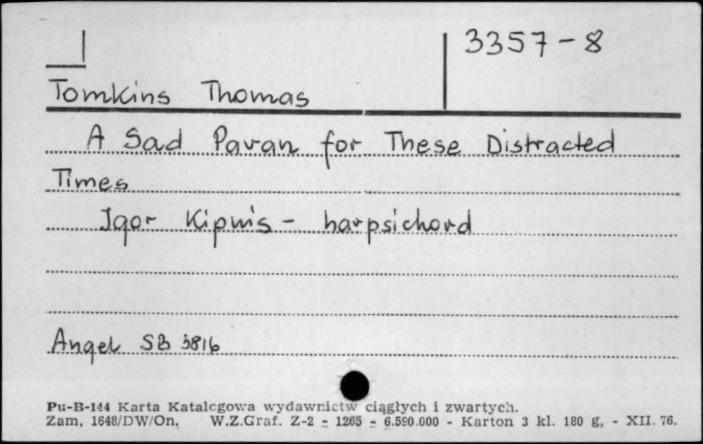 3357-8
Tomkins Thomas
A Sad Pavan for These Distracted
Times
Igor Kipnis - harpsichord
Angel SB 3816
Pu-B-144 Karta Katalogowa wydawnictw ciągłych i zwartych.
Zam. 1648/DW/On. W.Z.Graf. Z-2 - 1265 - 6.590.000 - Karton 3 kl. 180 g, - XII. 76.